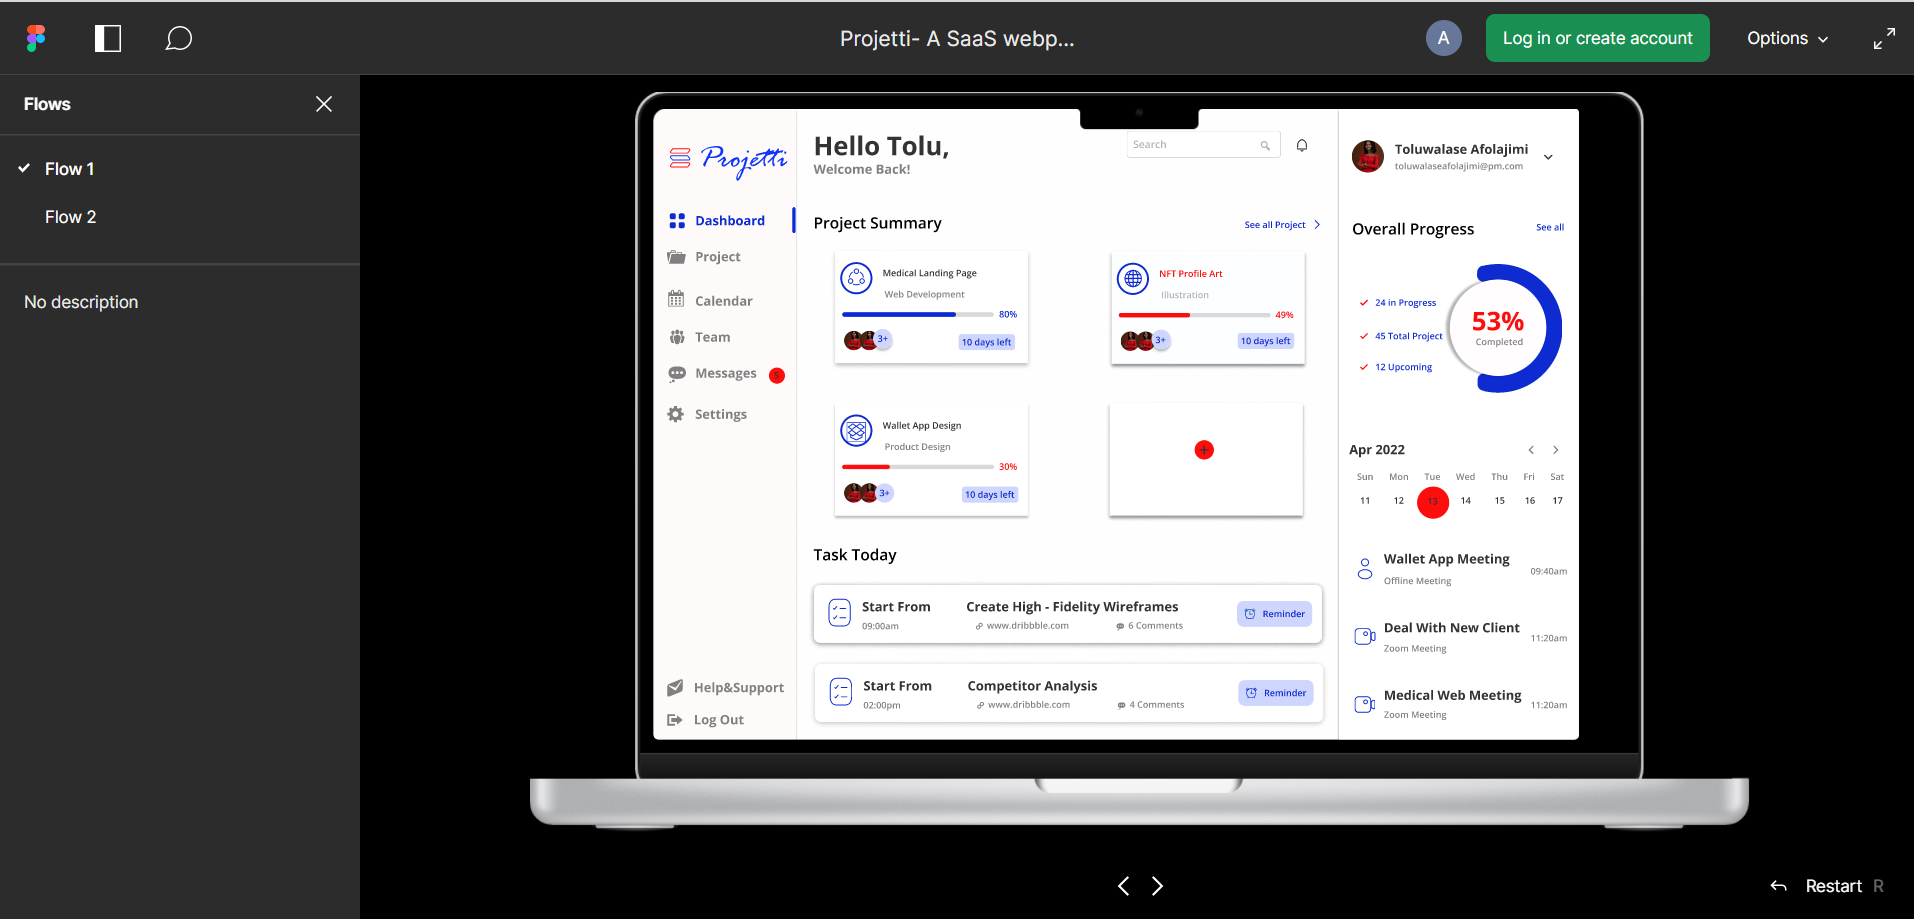 Projetti- A SaaS webp...
A
Log in or create account
Options
Flows
Flow 1
Flow 2
No description
Projetti
Dashboard
Project
Calendar
Team
Messages
5
Settings
Help&Support
Log Out
Hello Tolu,
Welcome Back!
Search
Project Summary
See all Project
Medical Landing Page
Web Development
80%
3+
10 days left
NFT Profile Art
Illustration
49%
3+
10 days left
Wallet App Design
Product Design
30%
3+
10 days left
+
Task Today
Start From
09:00am
Create High - Fidelity Wireframes
www.dribbble.com
6 Comments
Reminder
Start From
02:00pm
Competitor Analysis
www.dribbble.com
4 Comments
Reminder
Toluwalase Afolajimi
toluwalaseafolajimi@pm.com
Overall Progress
See all
24 in Progress
45 Total Project
12 Upcoming
53%
Completed
Apr 2022
Sun Mon Tue Wed Thu Fri Sat
11 12 13 14 15 16 17
Wallet App Meeting
Offline Meeting
09:40am
Deal With New Client
Zoom Meeting
11:20am
Medical Web Meeting
Zoom Meeting
11:20am
Restart R